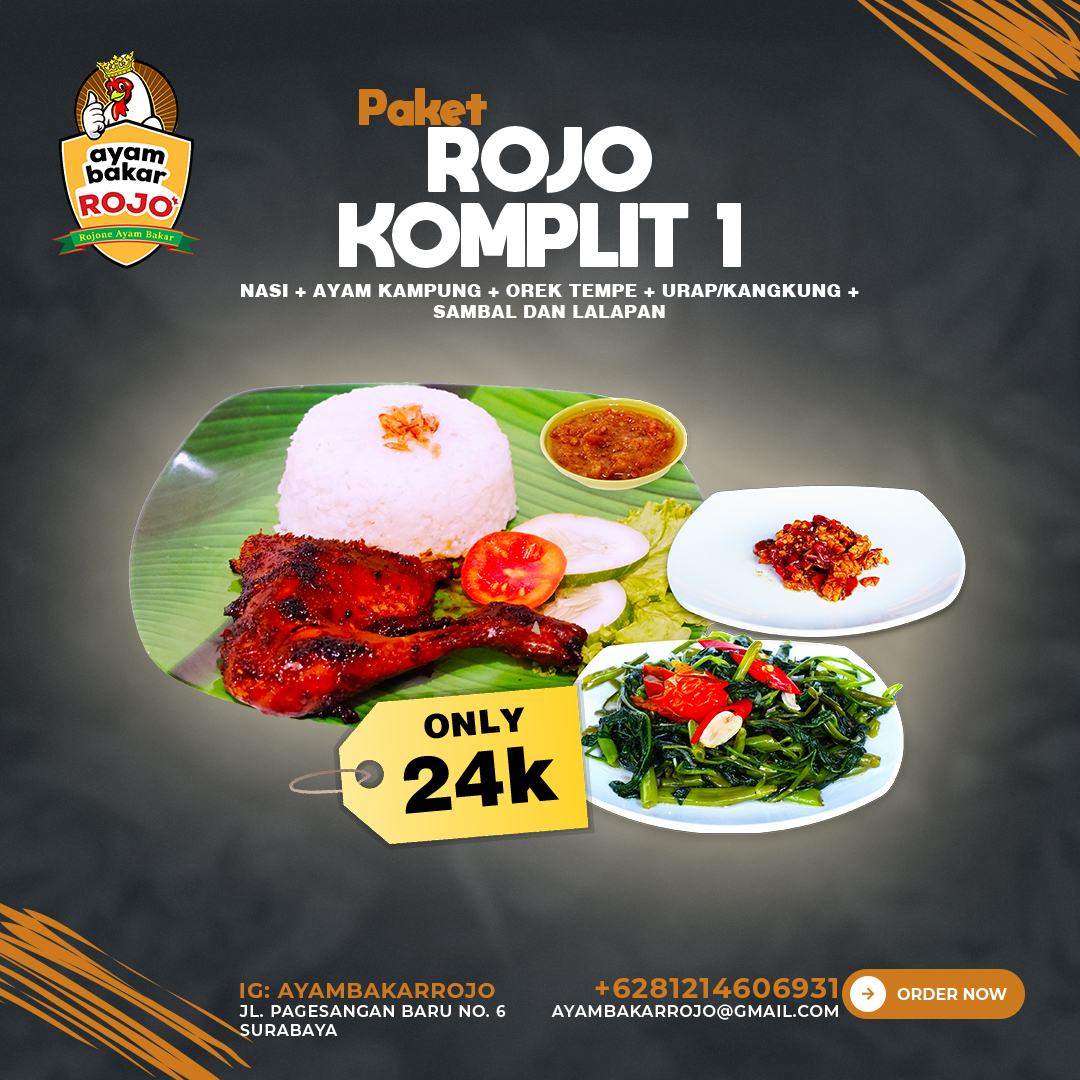 ayam
bakar
ROJO
Rojone Ayam Bakar
Paket
ROJO
KOMPLIT 1
NASI + AYAM KAMPUNG + OREK TEMPE + URAP/KANGKUNG +
SAMBAL DAN LALAPAN
ONLY
24k
IG: AYAMBAKARROJO
JL. PAGESANGAN BARU NO. 6
SURABAYA
+6281214606931
AYAMBAKARROJO@GMAIL.COM
ORDER NOW